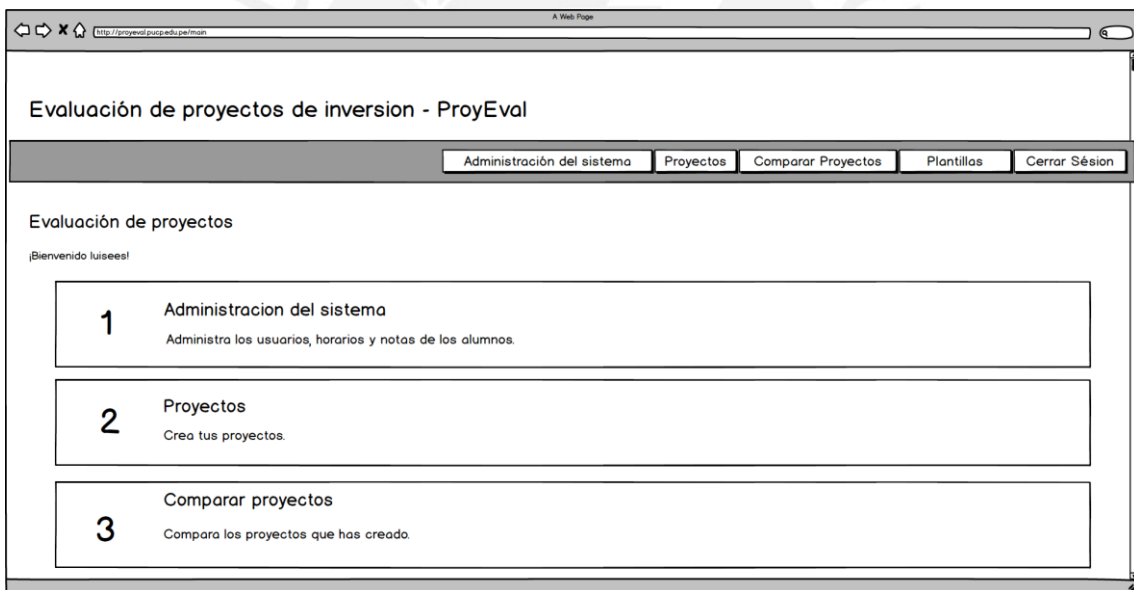 A Web Page
http://proyeval.pucp.edu.pe/main
Evaluación de proyectos de inversion - ProyEval
Administración del sistema Proyectos Comparar Proyectos Plantillas Cerrar Sésion
Evaluación de proyectos
¡Bienvenido luisees!
1 Administracion del sistema
Administra los usuarios, horarios y notas de los alumnos.
2 Proyectos
Crea tus proyectos.
3 Comparar proyectos
Compara los proyectos que has creado.